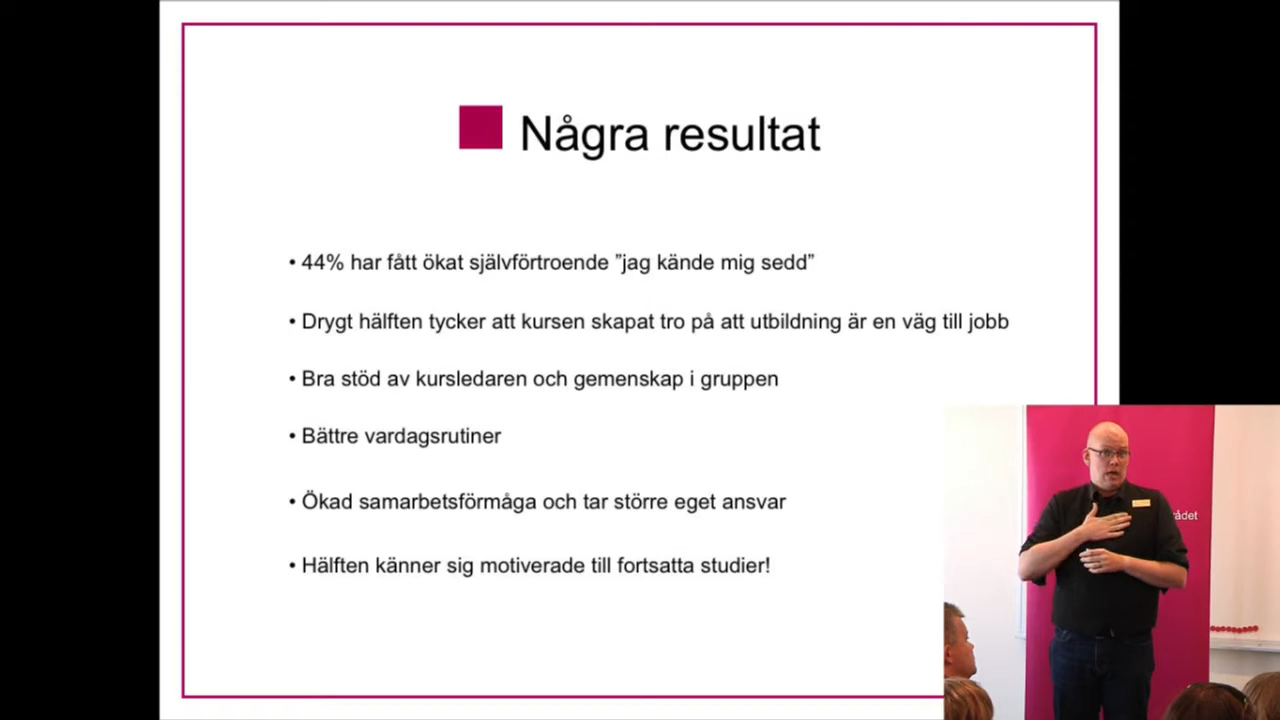 Några resultat
• 44% har fått ökat självförtroende ”jag kände mig sedd”
• Drygt hälften tycker att kursen skapat tro på att utbildning är en väg till jobb
• Bra stöd av kursledaren och gemenskap i gruppen
• Bättre vardagsrutiner
• Ökad samarbetsförmåga och tar större eget ansvar
• Hälften känner sig motiverade till fortsatta studier!